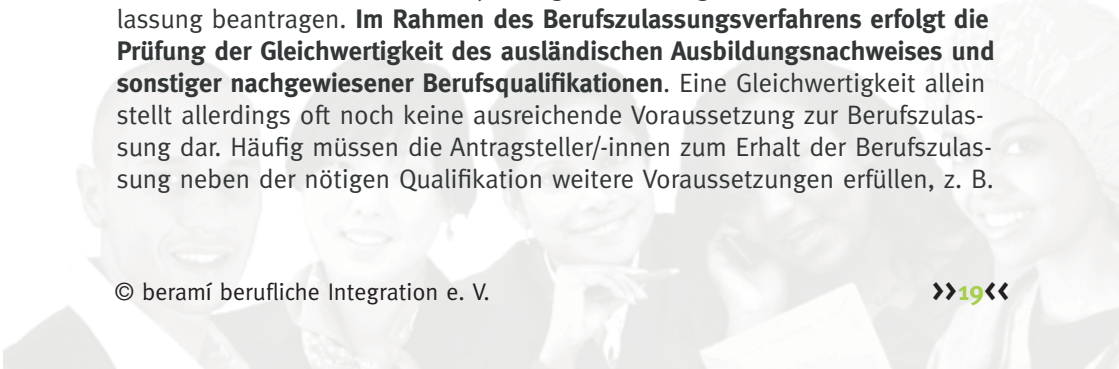 lassung beantragen. Im Rahmen des Berufszulassungsverfahrens erfolgt die
Prüfung der Gleichwertigkeit des ausländischen Ausbildungsnachweises und
sonstiger nachgewiesener Berufsqualifikationen. Eine Gleichwertigkeit allein
stellt allerdings oft noch keine ausreichende Voraussetzung zur Berufszulas-
sung dar. Häufig müssen die Antragsteller/-innen zum Erhalt der Berufszulas-
sung neben der nötigen Qualifikation weitere Voraussetzungen erfüllen, z. B.
© beramí berufliche Integration e. V. >>19<<